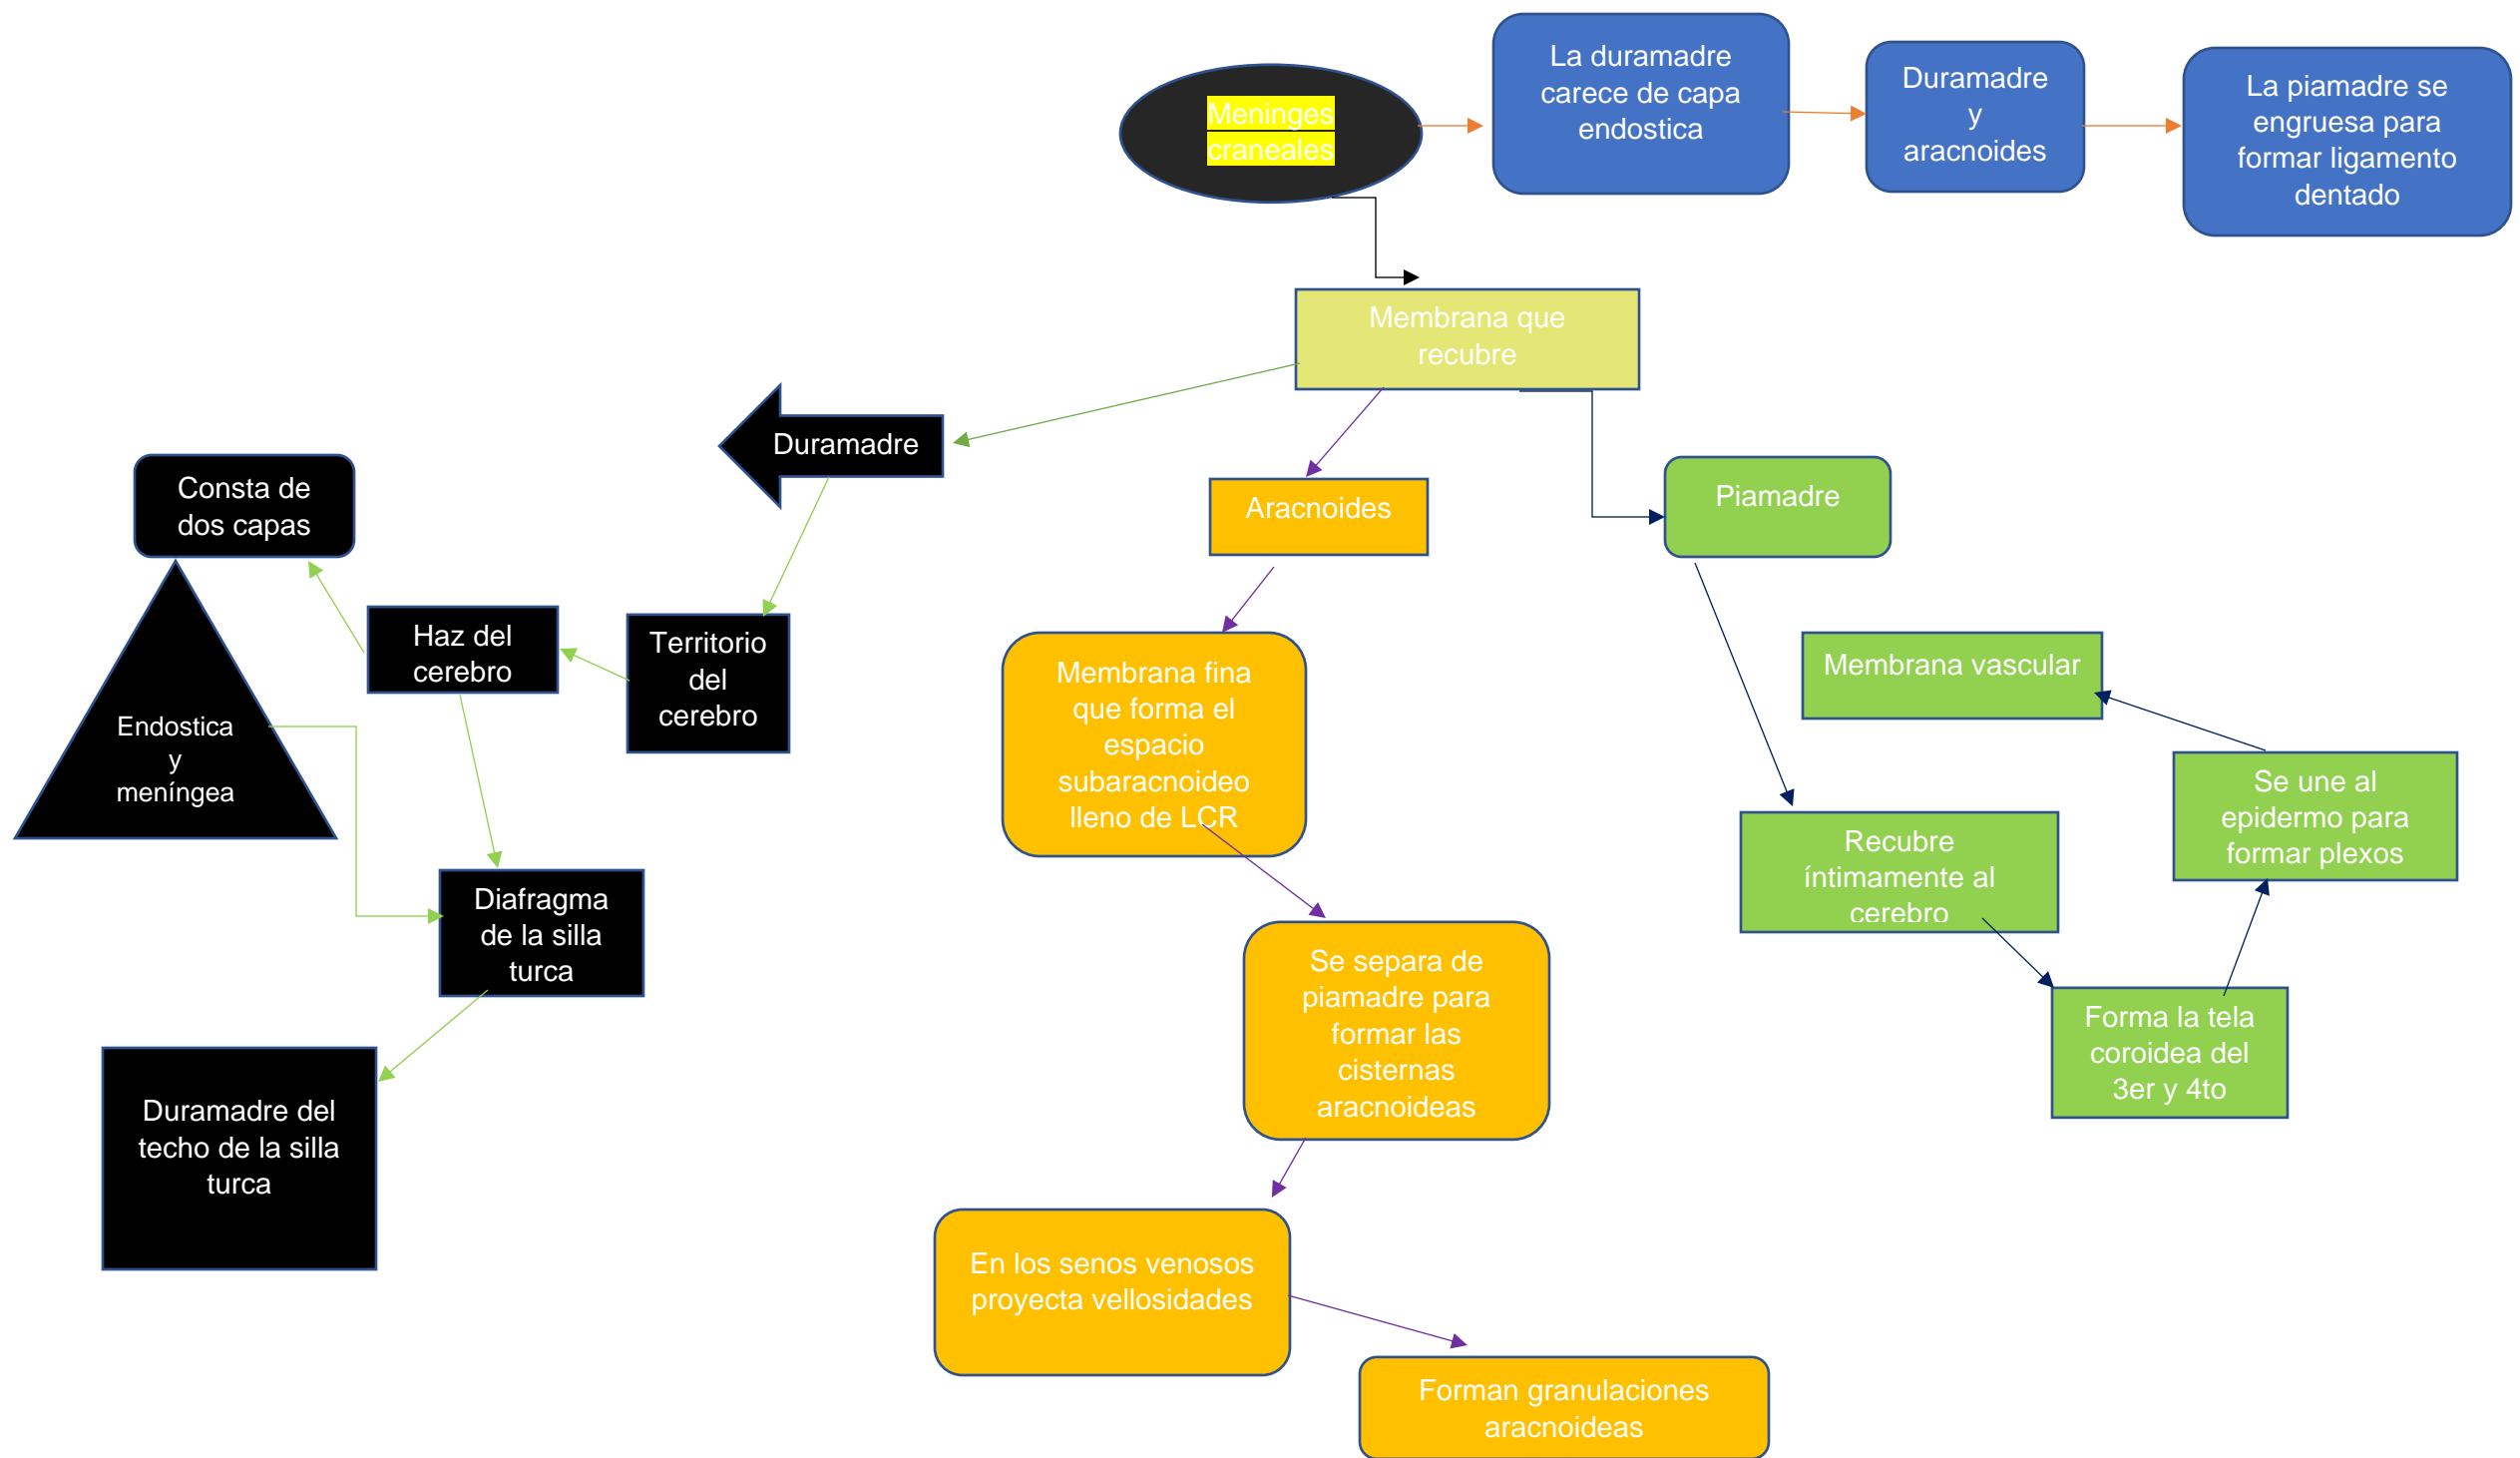 Meninges
craneales
La duramadre
carece de capa
endostica
Duramadre
y
aracnoides
La piamadre se
engruesa para
formar ligamento
dentado
Membrana que
recubre
Duramadre
Consta de
dos capas
Endostica
y
meníngea
Haz del
cerebro
Territorio
del
cerebro
Diafragma
de la silla
turca
Duramadre del
techo de la silla
turca
Aracnoides
Membrana fina
que forma el
espacio
subaracnoideo
lleno de LCR
Se separa de
piamadre para
formar las
cisternas
aracnoideas
En los senos venosos
proyecta vellosidades
Forman granulaciones
aracnoideas
Piamadre
Recubre
íntimamente al
cerebro
Forma la tela
coroidea del
3er y 4to
Se une al
epidermo para
formar plexos
Membrana vascular